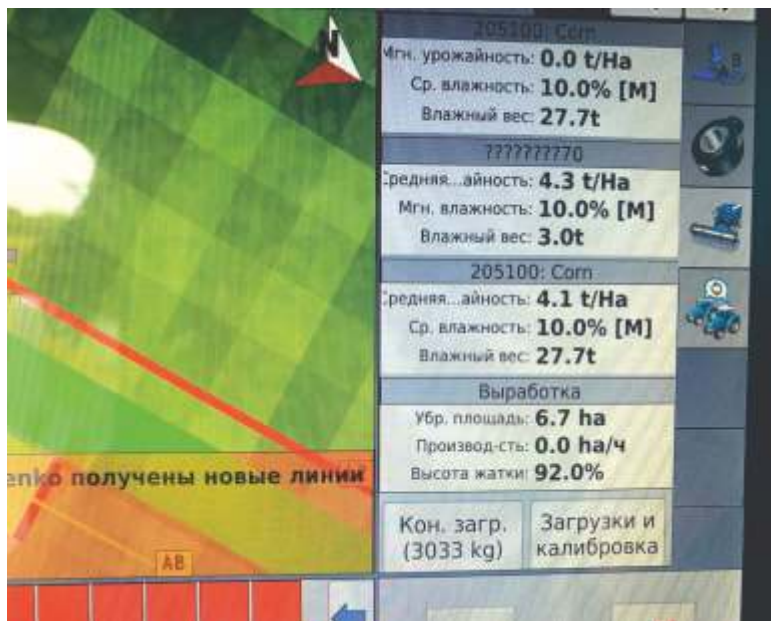 N
205100: Corn
Мгн. урожайность: 0.0 t/Ha
Ср. влажность: 10.0% [M]
Влажный вес: 27.7t
?????????70
Средняя...айность: 4.3 t/Ha
Мгн. влажность: 10.0% [M]
Влажный вес: 3.0t
205100: Corn
Средняя...айность: 4.1 t/Ha
Ср. влажность: 10.0% [M]
Влажный вес: 27.7t
Выработка
Убр. площадь: 6.7 ha
Производ-сть: 0.0 ha/ч
Высота жатки: 92.0%
enko получены новые линии
AB
Кон. загр.
(3033 kg)
Загрузки и
калибровка
A B